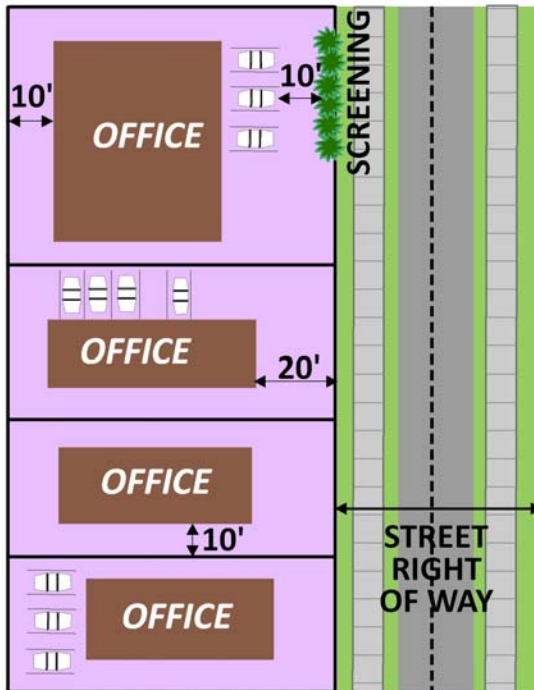 10'
OFFICE
10'
SCREENING
OFFICE
20'
OFFICE
10'
STREET
RIGHT
OF WAY
OFFICE